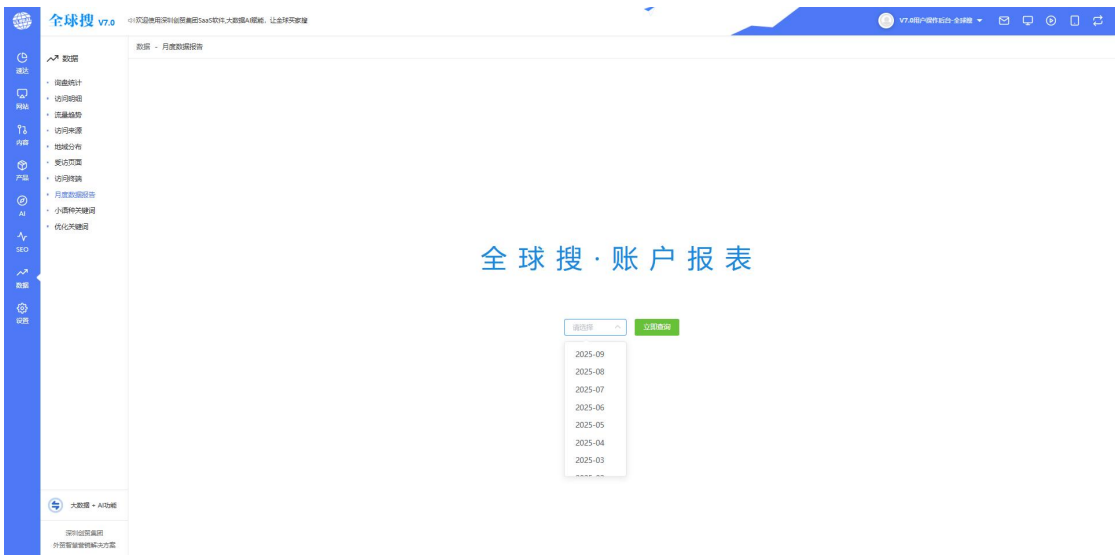 全球搜 V7.0
欢迎使用深圳创贸集团SaaS软件,大数据AI赋能，让全球买家撞
V7.0用户操作后台-全球搜
数据 - 月度数据报告
速达
网站
内容
产品
AI
SEO
数据
设置
数据
询盘统计
访问明细
流量趋势
访问来源
地域分布
受访页面
访问终端
月度数据报告
小语种关键词
优化关键词
全球搜·账户报表
请选择
立即查询
2025-09
2025-08
2025-07
2025-06
2025-05
2025-04
2025-03
大数据 + AI功能
深圳创贸集团
外贸智能营销解决方案